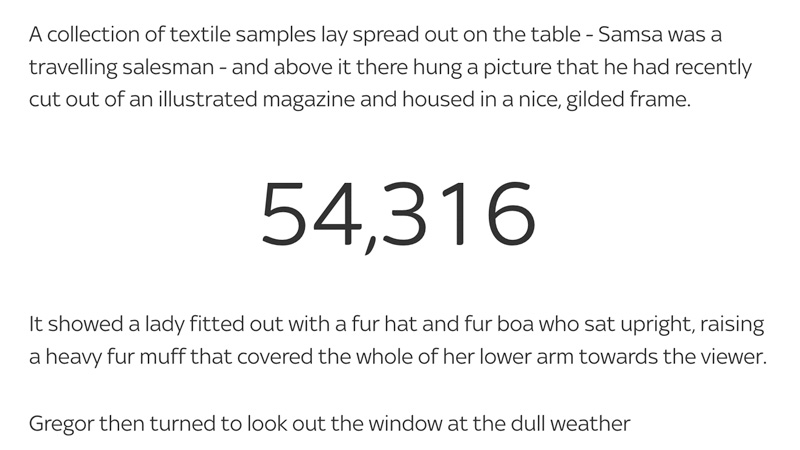 A collection of textile samples lay spread out on the table - Samsa was a
travelling salesman - and above it there hung a picture that he had recently
cut out of an illustrated magazine and housed in a nice, gilded frame.
54,316
It showed a lady fitted out with a fur hat and fur boa who sat upright, raising
a heavy fur muff that covered the whole of her lower arm towards the viewer.
Gregor then turned to look out the window at the dull weather